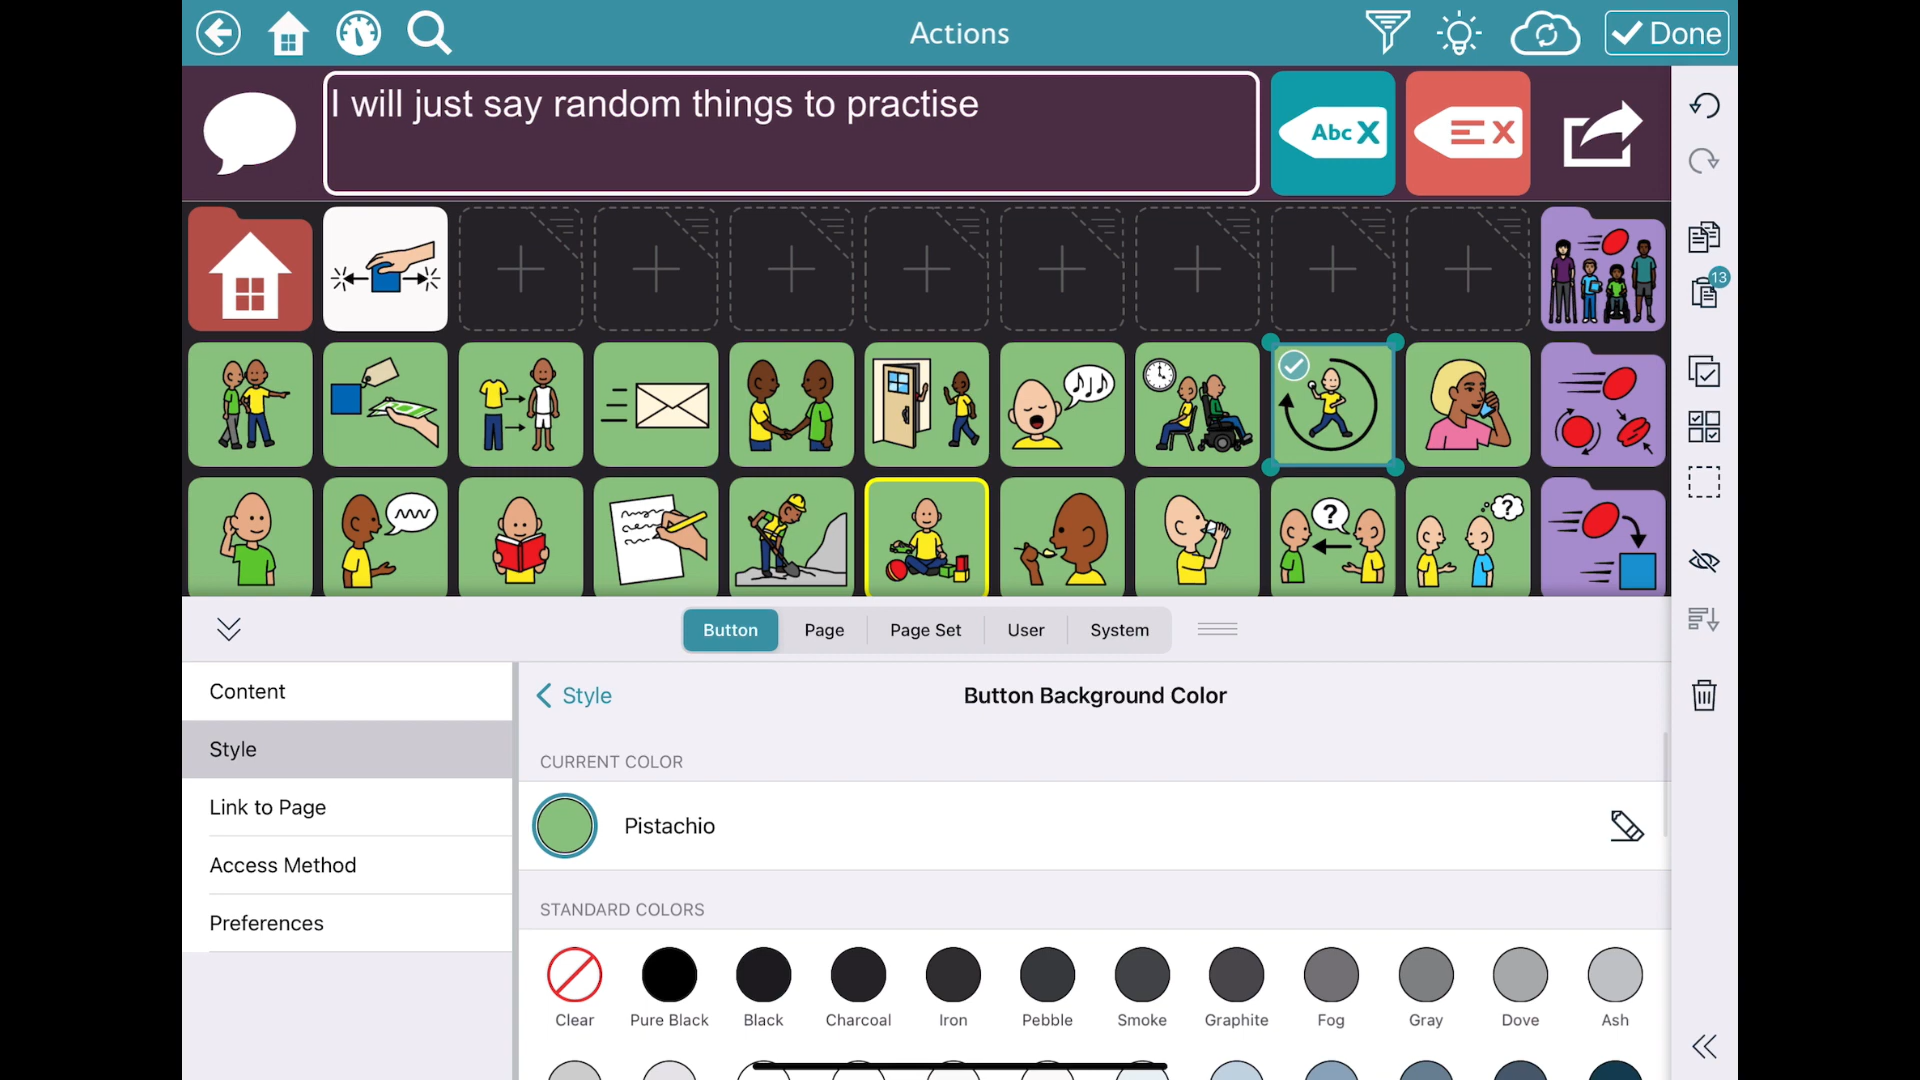 Actions
Done
I will just say random things to practise
Abc X
X
13
?
?
Button
Page
Page Set
User
System
Content
Style
Link to Page
Access Method
Preferences
Style
Button Background Color
CURRENT COLOR
Pistachio
STANDARD COLORS
Clear
Pure Black
Black
Charcoal
Iron
Pebble
Smoke
Graphite
Fog
Gray
Dove
Ash